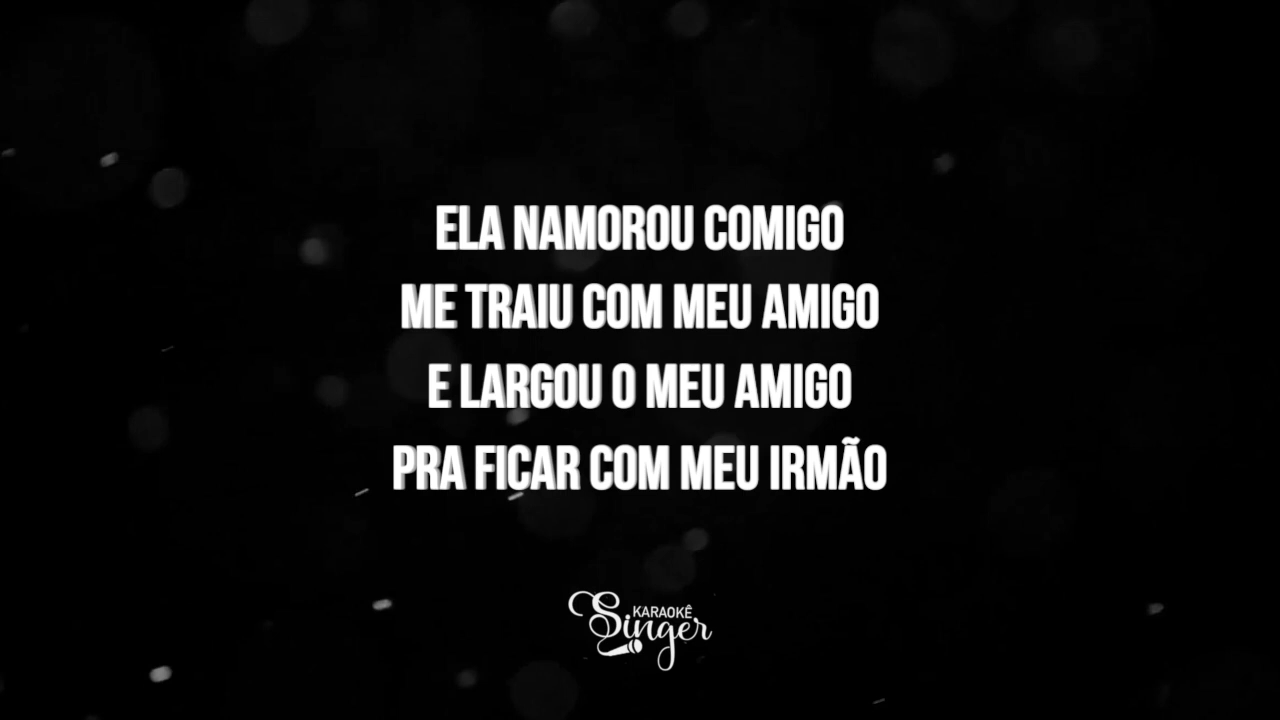 ELA NAMOROU COMIGO
ME TRAIU COM MEU AMIGO
E LARGOU O MEU AMIGO
PRA FICAR COM MEU IRMÃO
KARAOKÊ
Singer